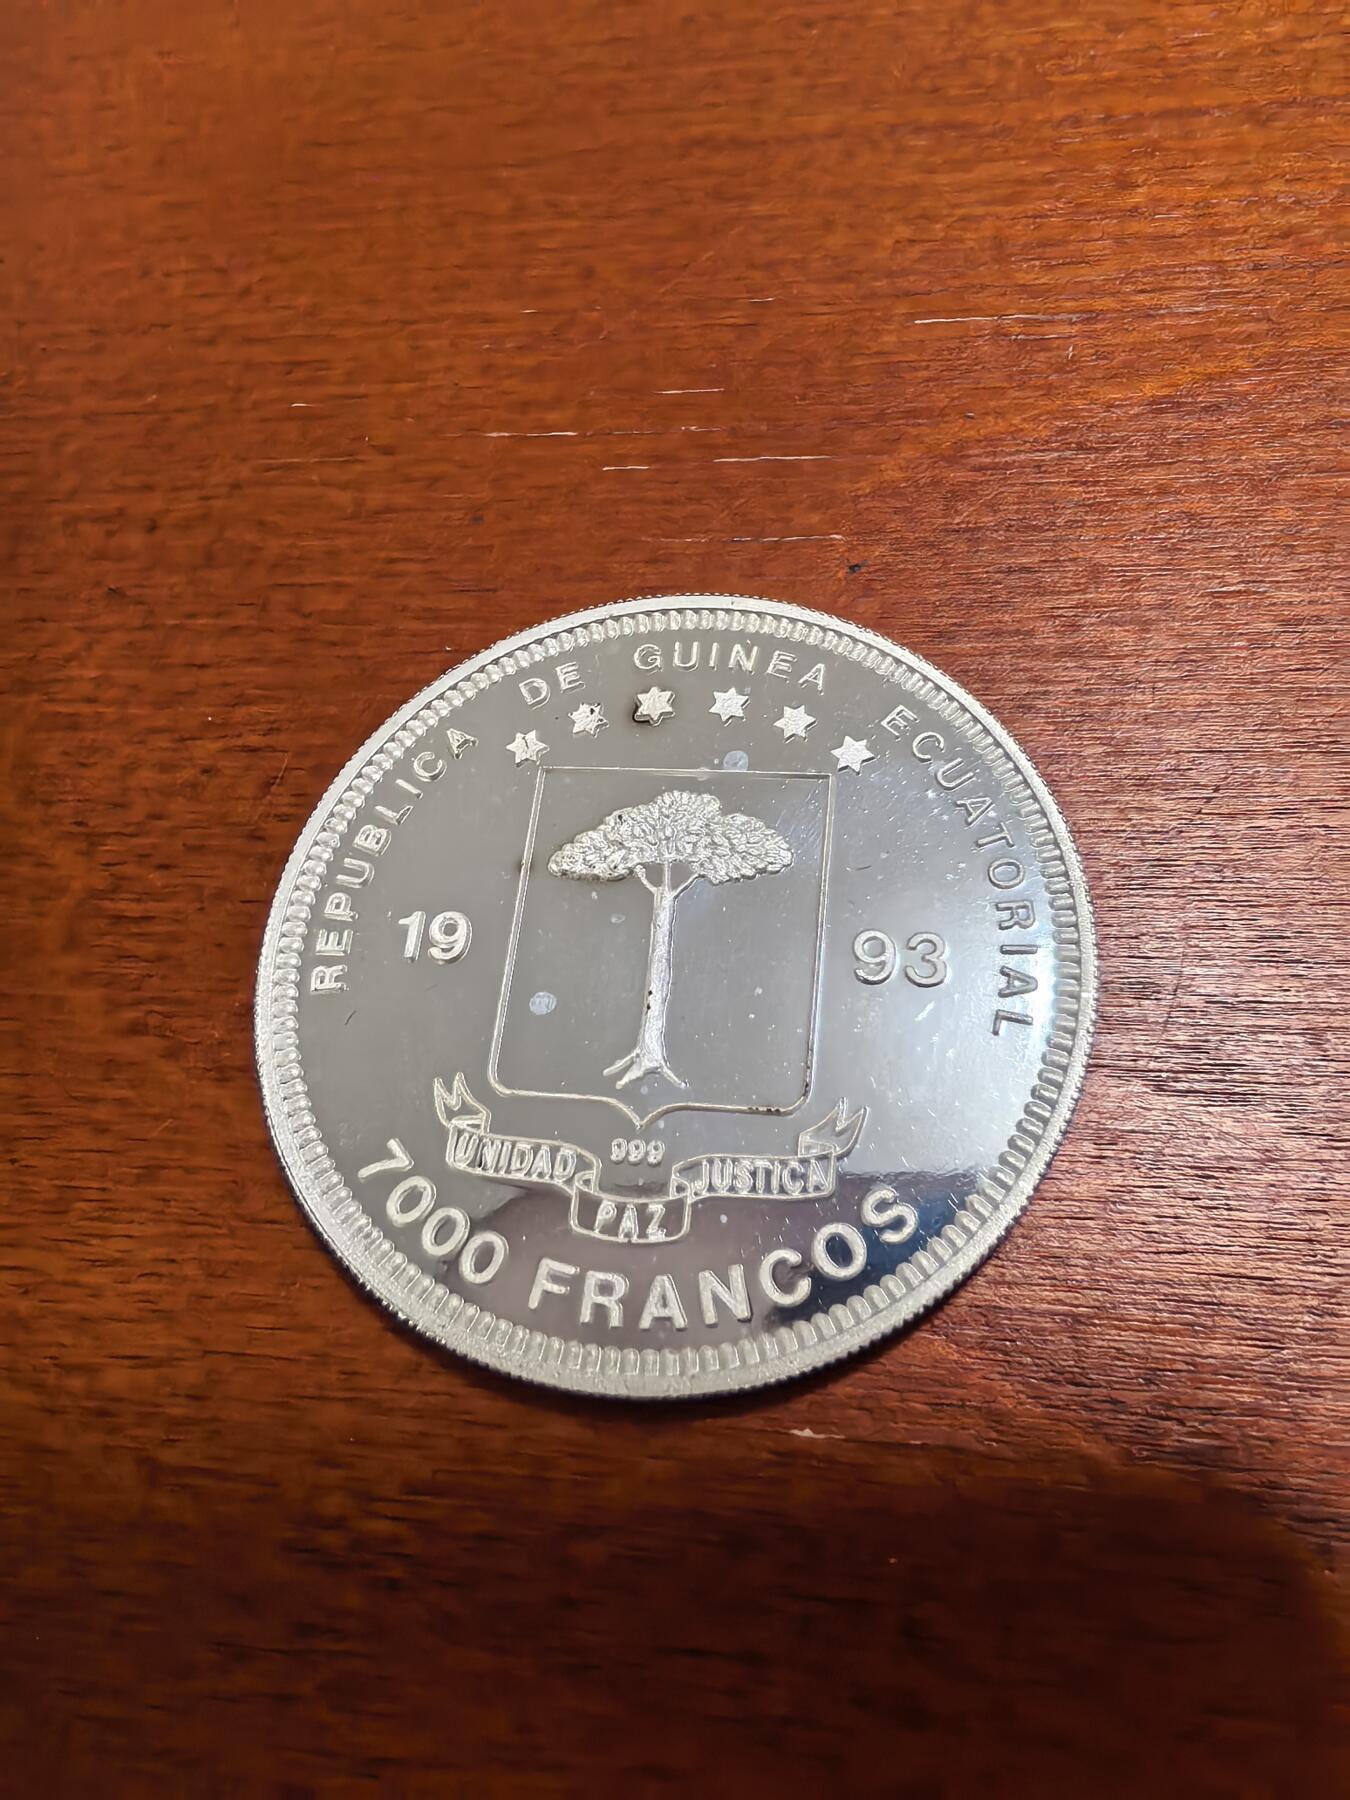 REPUBLICA DE GUINEA ECUATORIAL
19 93
999
UNIDAD PAZ JUSTICIA
7000 FRANCOS